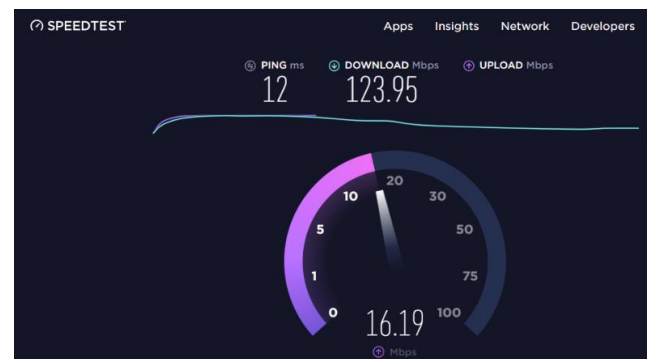 SPEEDTEST
Apps Insights Network Developers
PING ms DOWNLOAD Mbps UPLOAD Mbps
12 123.95
20
10 30
5 50
1 75
0 100
16.19
Mbps